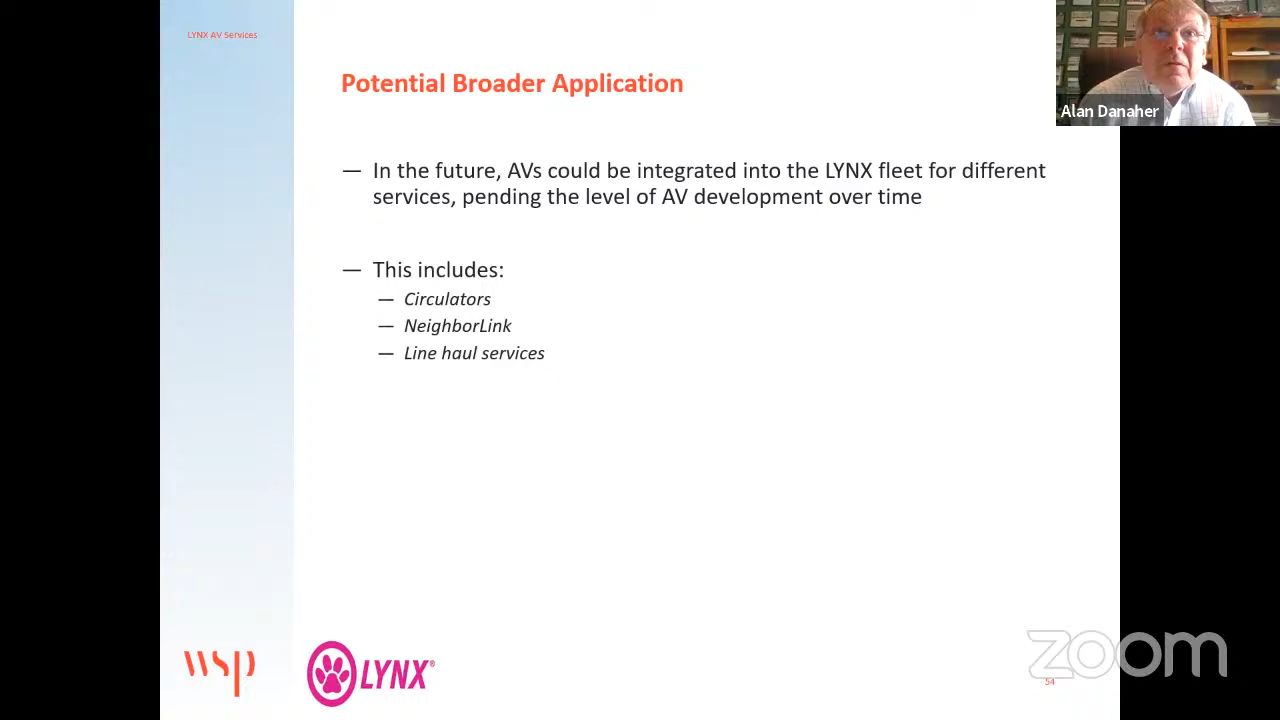 LYNX AV Services
Potential Broader Application
Alan Danaher
— In the future, AVs could be integrated into the LYNX fleet for different
services, pending the level of AV development over time
— This includes:
— Circulators
— NeighborLink
— Line haul services
wsp
LYNX®
zoom
54